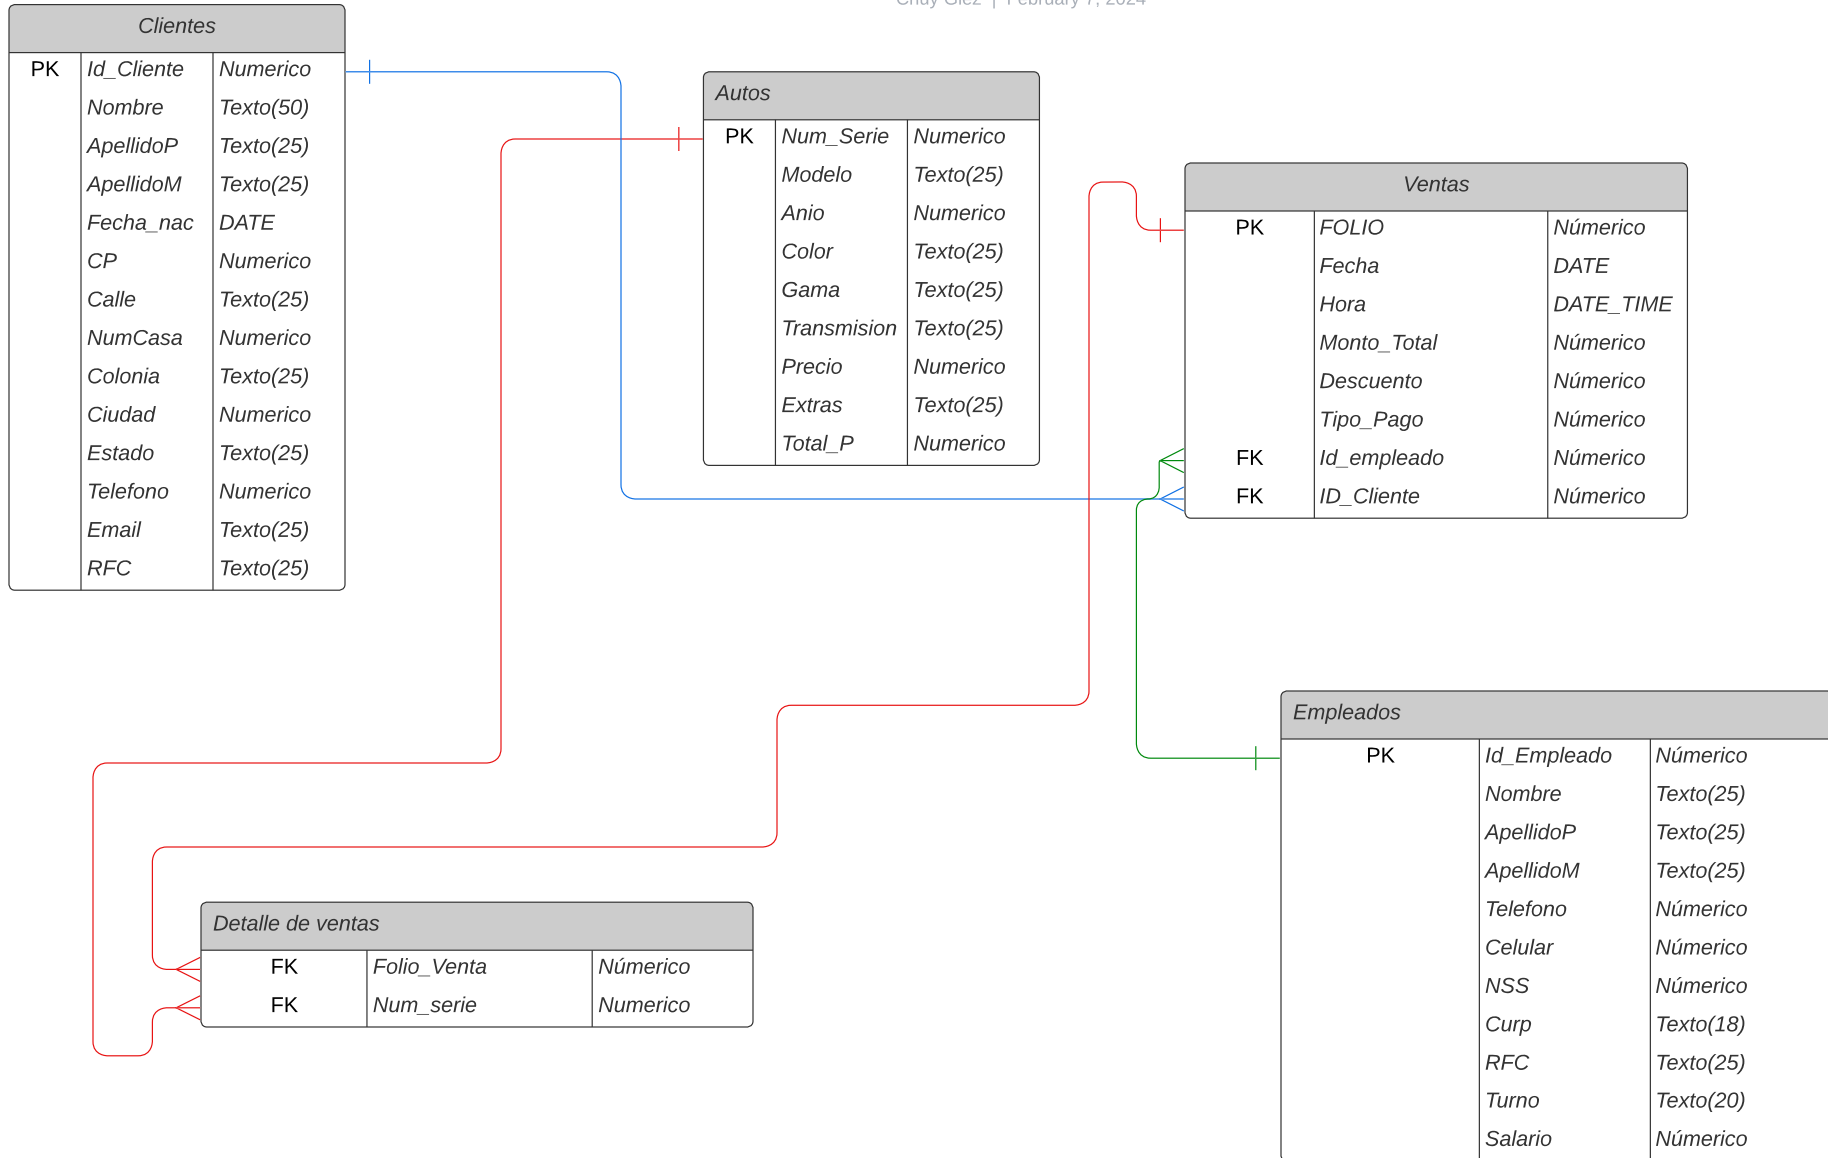 Chuy Glez | February 7, 2024
Clientes
PK Id_Cliente Numerico
Nombre Texto(50)
ApellidoP Texto(25)
ApellidoM Texto(25)
Fecha_nac DATE
CP Numerico
Calle Texto(25)
NumCasa Numerico
Colonia Texto(25)
Ciudad Numerico
Estado Texto(25)
Telefono Numerico
Email Texto(25)
RFC Texto(25)
Autos
PK Num_Serie Numerico
Modelo Texto(25)
Anio Numerico
Color Texto(25)
Gama Texto(25)
Transmision Texto(25)
Precio Numerico
Extras Texto(25)
Total_P Numerico
Ventas
PK FOLIO Númerico
Fecha DATE
Hora DATE_TIME
Monto_Total Númerico
Descuento Númerico
Tipo_Pago Númerico
FK Id_empleado Númerico
FK ID_Cliente Númerico
Empleados
PK Id_Empleado Númerico
Nombre Texto(25)
ApellidoP Texto(25)
ApellidoM Texto(25)
Telefono Númerico
Celular Númerico
NSS Númerico
Curp Texto(18)
RFC Texto(25)
Turno Texto(20)
Salario Númerico
Detalle de ventas
FK Folio_Venta Númerico
FK Num_serie Numerico